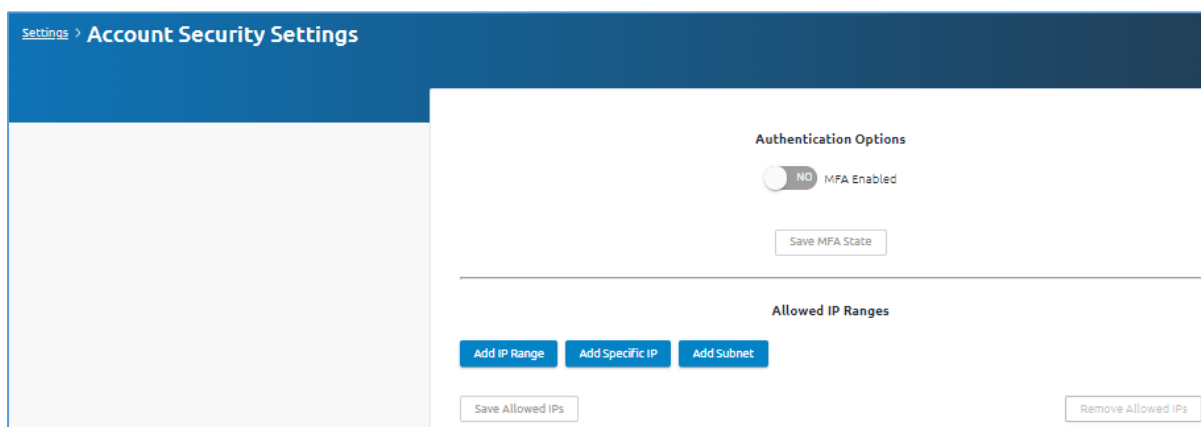 Settings > Account Security Settings
Authentication Options
NO MFA Enabled
Save MFA State
Allowed IP Ranges
Add IP Range Add Specific IP Add Subnet
Save Allowed IPs Remove Allowed IPs